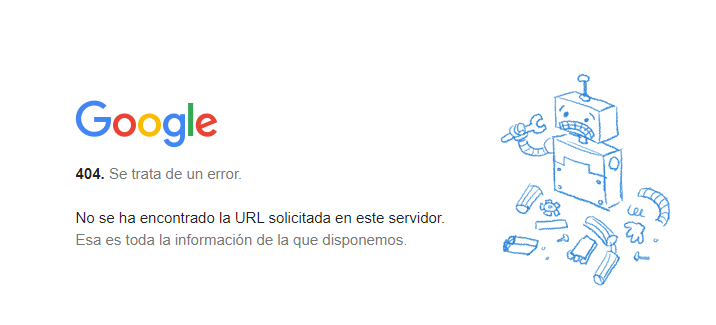 Google
404. Se trata de un error.
No se ha encontrado la URL solicitada en este servidor.
Esa es toda la información de la que disponemos.